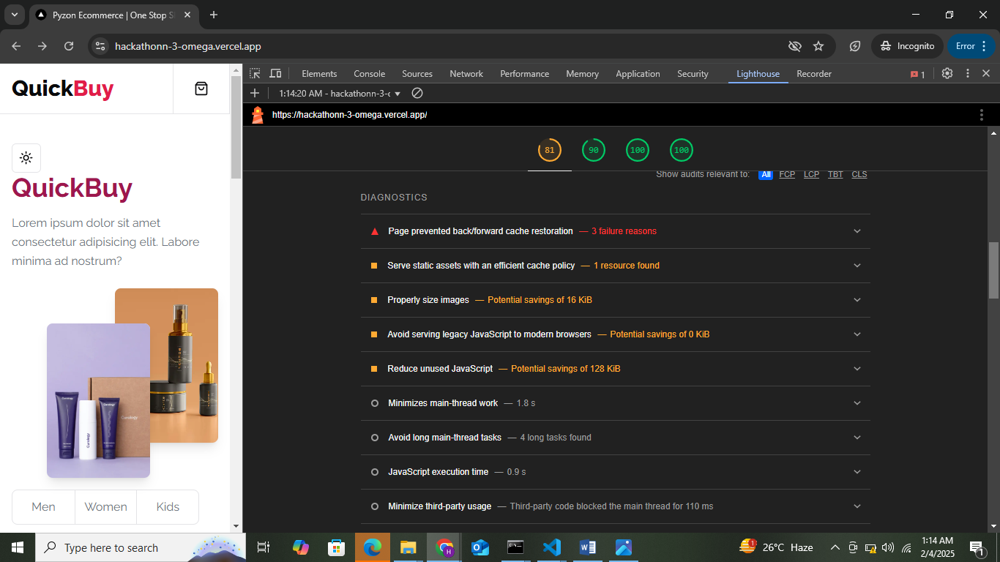 Pyzon Ecommerce | One Stop S
hackathonn-3-omega.vercel.app
Incognito
Error
QuickBuy
QuickBuy
Lorem ipsum dolor sit amet
consectetur adipisicing elit. Labore
minima ad nostrum?
Curology
Curology
Curology
Curology
Men
Women
Kids
Elements
Console
Sources
Network
Performance
Memory
Application
Security
Lighthouse
Recorder
1
1:14:20 AM - hackathonn-3-
https://hackathonn-3-omega.vercel.app/
81
90
100
100
Show audits relevant to: All FCP LCP TBT CLS
DIAGNOSTICS
Page prevented back/forward cache restoration — 3 failure reasons
Serve static assets with an efficient cache policy — 1 resource found
Properly size images — Potential savings of 16 KiB
Avoid serving legacy JavaScript to modern browsers — Potential savings of 0 KiB
Reduce unused JavaScript — Potential savings of 128 KiB
Minimizes main-thread work — 1.8 s
Avoid long main-thread tasks — 4 long tasks found
JavaScript execution time — 0.9 s
Minimize third-party usage — Third-party code blocked the main thread for 110 ms
Type here to search
H
1
26°C Haze
1:14 AM
2/4/2025
1